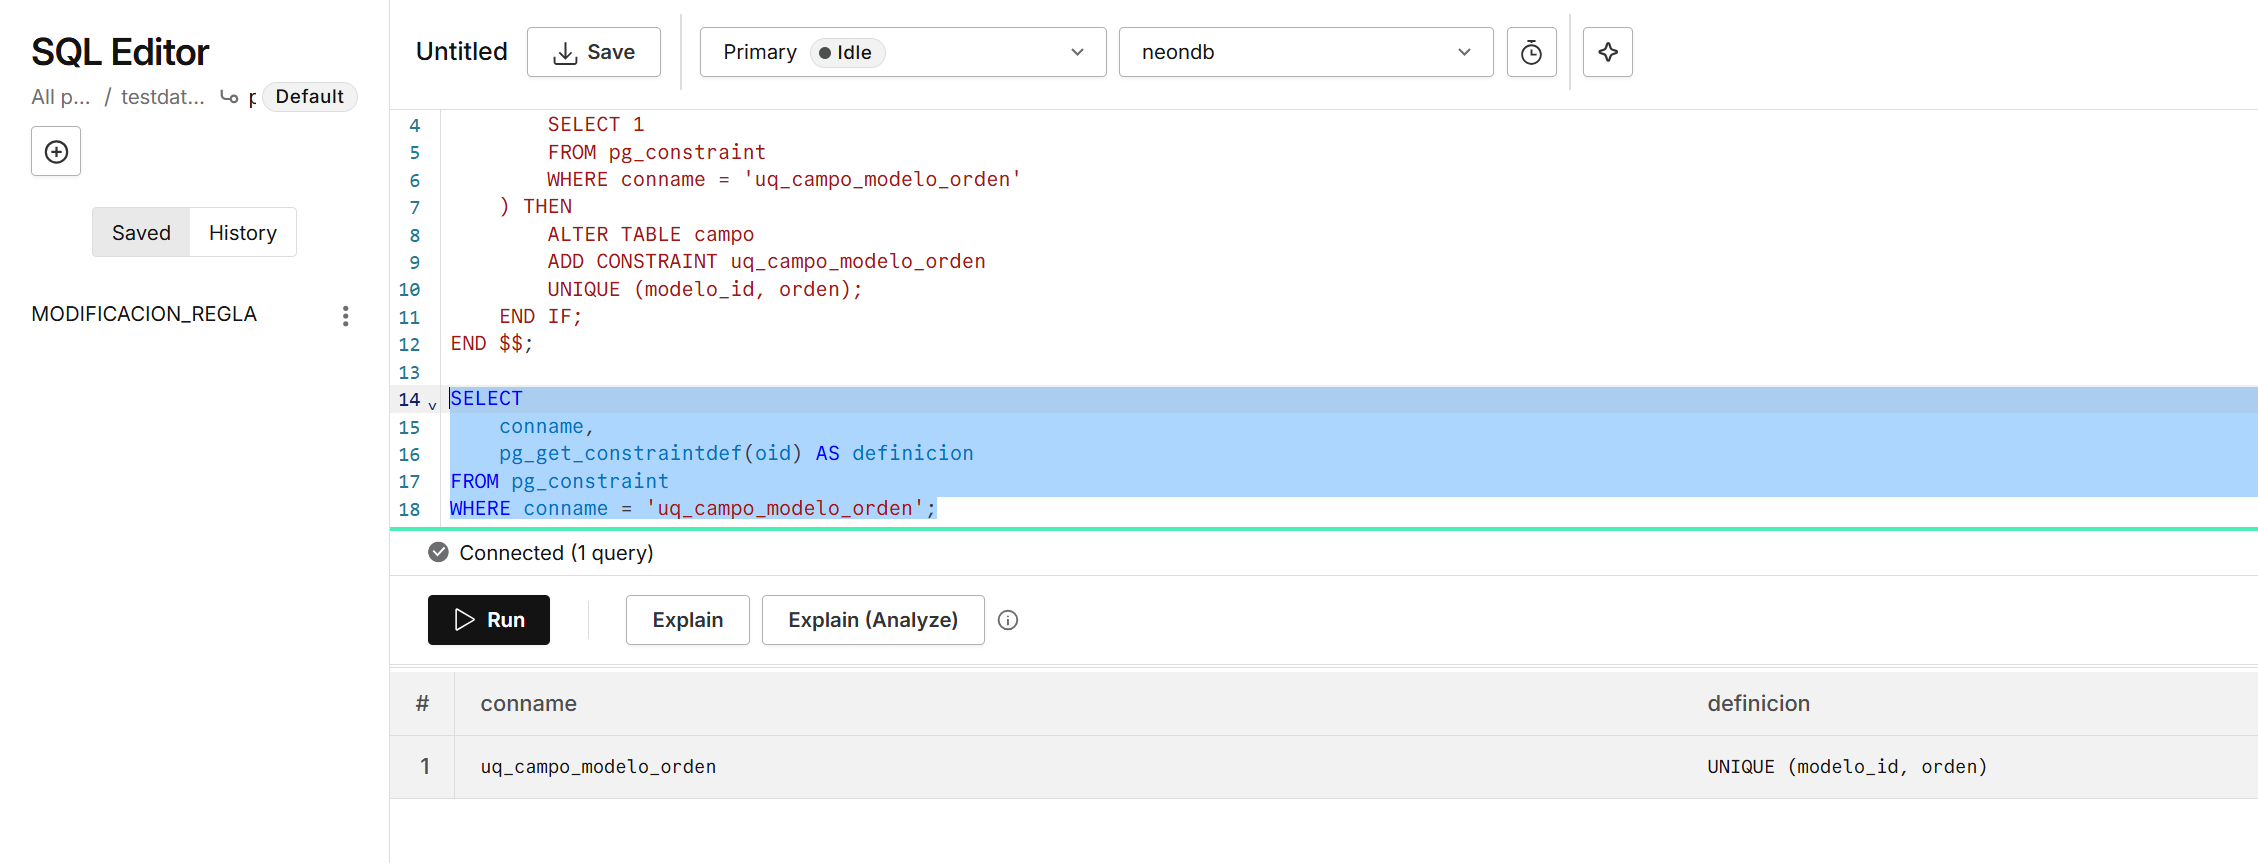 SQL Editor
All p... / testdat... p Default
Saved History
MODIFICACION_REGLA
Untitled Save Primary Idle neondb
4 SELECT 1
5 FROM pg_constraint
6 WHERE conname = 'uq_campo_modelo_orden'
7 ) THEN
8 ALTER TABLE campo
9 ADD CONSTRAINT uq_campo_modelo_orden
10 UNIQUE (modelo_id, orden);
11 END IF;
12 END $$;
13
14 SELECT
15 conname,
16 pg_get_constraintdef(oid) AS definicion
17 FROM pg_constraint
18 WHERE conname = 'uq_campo_modelo_orden';
Connected (1 query)
Run Explain Explain (Analyze)
# conname definicion
1 uq_campo_modelo_orden UNIQUE (modelo_id, orden)